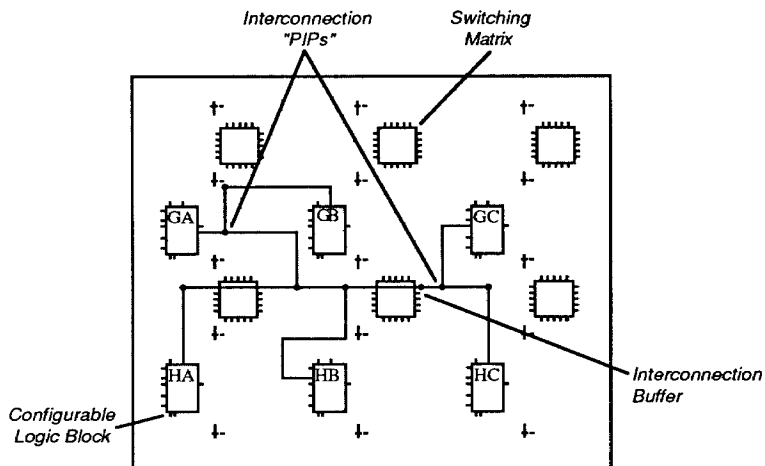 Interconnection
"PIPs"
Switching
Matrix
GA
GB
GC
HA
HB
HC
Configurable
Logic Block
Interconnection
Buffer